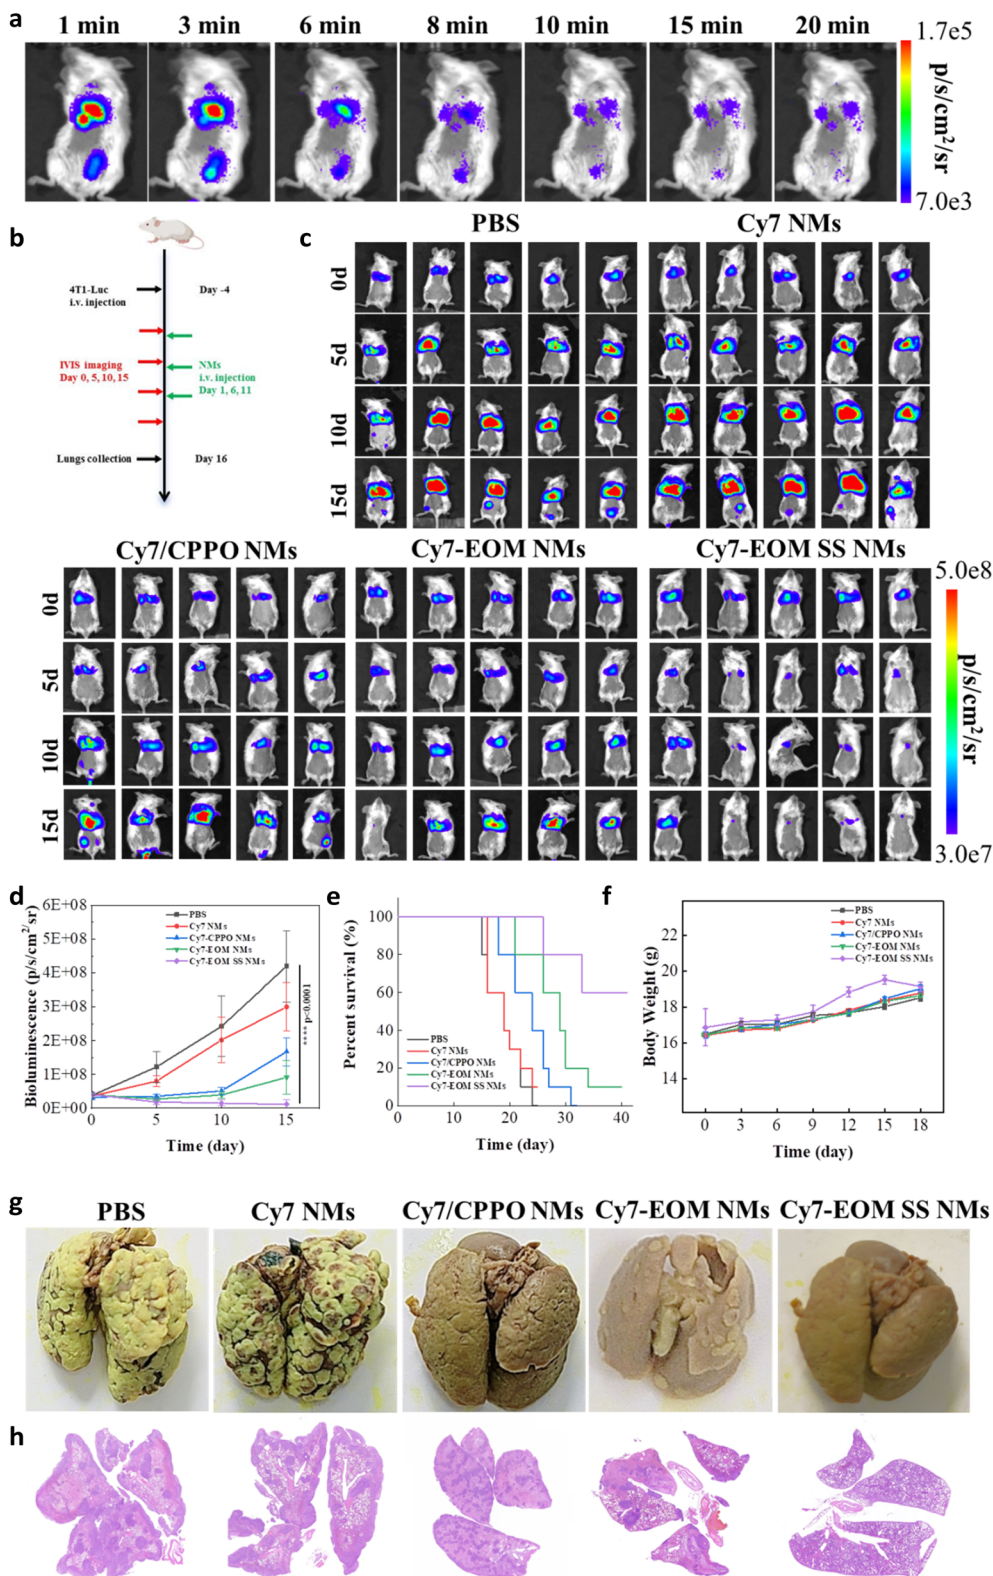 a
1 min 3 min 6 min 8 min 10 min 15 min 20 min
1.7e5
p/s/cm²/sr
7.0e3
b
4T1-Luc
i.v. injection
Day -4
IVIS imaging
Day 0, 5, 10, 15
NMs
i.v. injection
Day 1, 6, 11
Lungs collection
Day 16
c
PBS Cy7 NMs
0d
5d
10d
15d
Cy7/CPPO NMs Cy7-EOM NMs Cy7-EOM SS NMs
0d
5d
10d
15d
5.0e8
p/s/cm²/sr
3.0e7
d
Bioluminescence (p/s/cm²/sr)
6E+08
5E+08
4E+08
3E+08
2E+08
1E+08
0E+00
PBS
Cy7 NMs
Cy7-CPPO NMs
Cy7-EOM NMs
Cy7-EOM SS NMs
**** p<0.0001
0 5 10 15
Time (day)
e
Percent survival (%)
100
80
60
40
20
0
PBS
Cy7 NMs
Cy7/CPPO NMs
Cy7-EOM NMs
Cy7-EOM SS NMs
0 10 20 30 40
Time (day)
f
Body Weight (g)
22
20
18
16
14
PBS
Cy7 NMs
Cy7/CPPO NMs
Cy7-EOM NMs
Cy7-EOM SS NMs
0 3 6 9 12 15 18
Time (day)
g
PBS Cy7 NMs Cy7/CPPO NMs Cy7-EOM NMs Cy7-EOM SS NMs
h